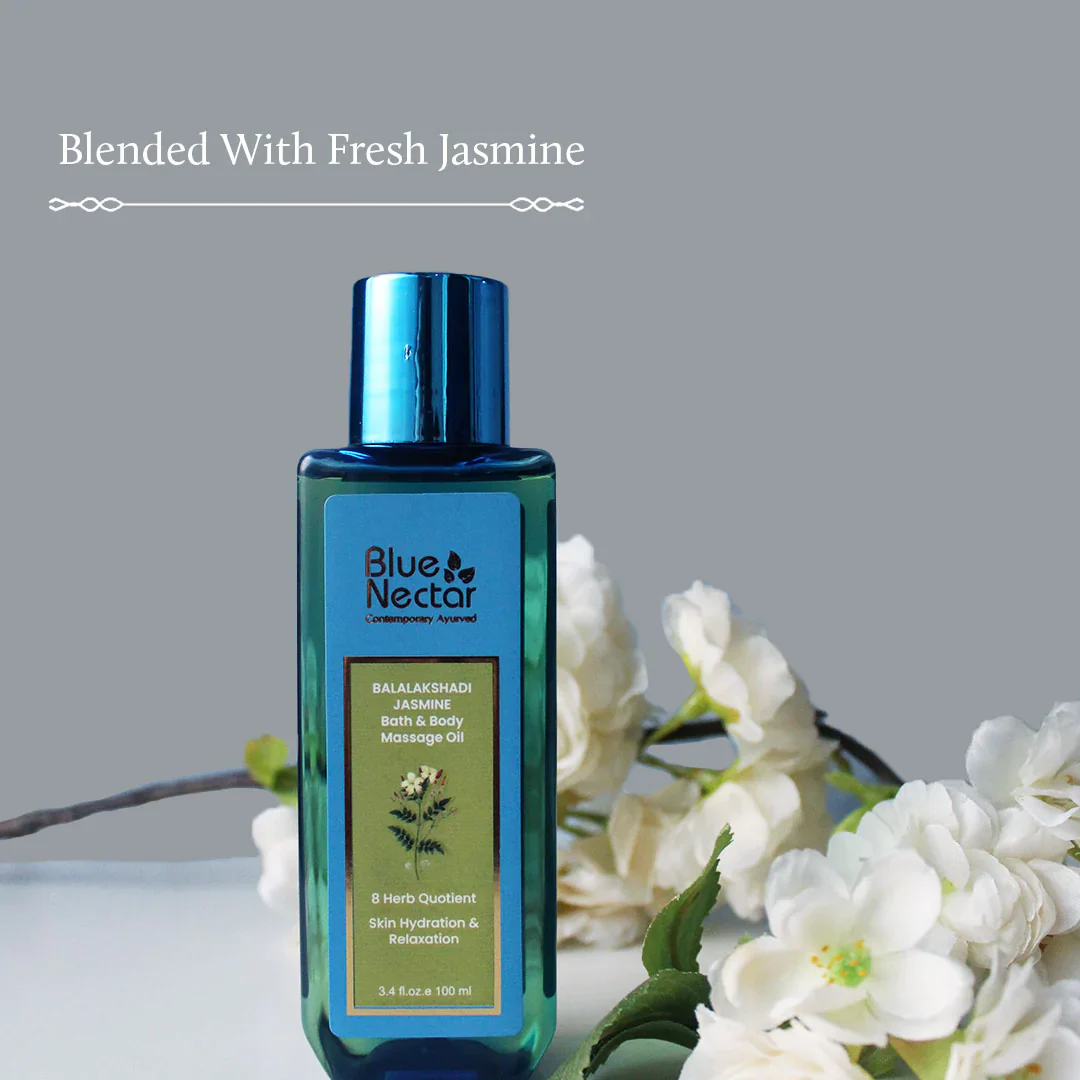 Blended With Fresh Jasmine
Blue
Nectar
Contemporary Ayurved
BALALAKSHADI
JASMINE
Bath & Body
Massage Oil
8 Herb Quotient
Skin Hydration &
Relaxation
3.4 fl.oz.e 100 ml